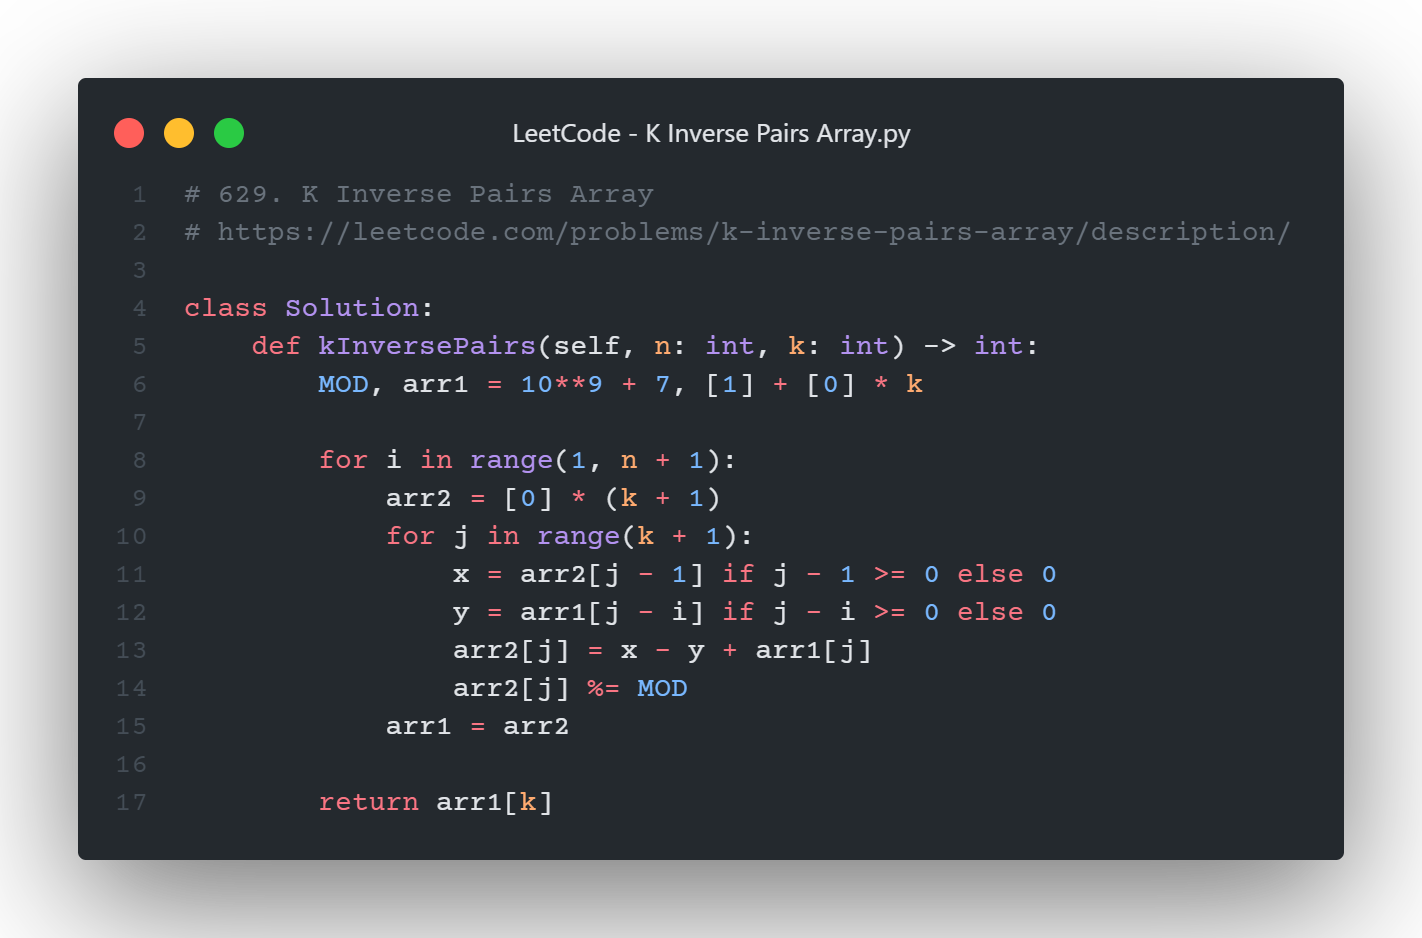 LeetCode - K Inverse Pairs Array.py
1 # 629. K Inverse Pairs Array
2 # https://leetcode.com/problems/k-inverse-pairs-array/description/
3
4 class Solution:
5     def kInversePairs(self, n: int, k: int) -> int:
6         MOD, arr1 = 10**9 + 7, [1] + [0] * k
7
8         for i in range(1, n + 1):
9             arr2 = [0] * (k + 1)
10             for j in range(k + 1):
11                 x = arr2[j - 1] if j - 1 >= 0 else 0
12                 y = arr1[j - i] if j - i >= 0 else 0
13                 arr2[j] = x - y + arr1[j]
14                 arr2[j] %= MOD
15             arr1 = arr2
16
17         return arr1[k]